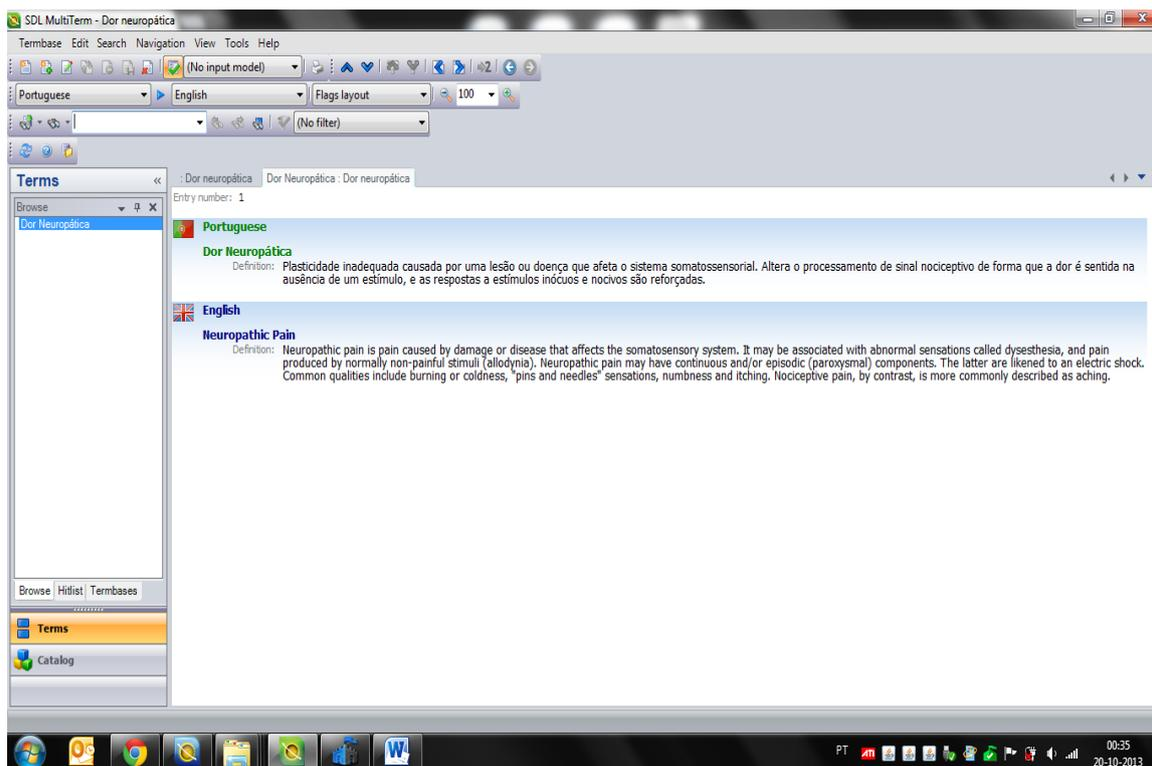 SDL MultiTerm - Dor neuropática
Termbase Edit Search Navigation View Tools Help
(No input model)
2
Portuguese English Flags layout 100
(No filter)
Terms «
Browse
Dor Neuropática
: Dor neuropática Dor Neuropática : Dor neuropática
Entry number: 1
Portuguese
Dor Neuropática
Definition: Plasticidade inadequada causada por uma lesão ou doença que afeta o sistema somatossensorial. Altera o processamento de sinal nociceptivo de forma que a dor é sentida na
ausência de um estímulo, e as respostas a estímulos inócuos e nocivos são reforçadas.
English
Neuropathic Pain
Definition: Neuropathic pain is pain caused by damage or disease that affects the somatosensory system. It may be associated with abnormal sensations called dysesthesia, and pain
produced by normally non-painful stimuli (allodynia). Neuropathic pain may have continuous and/or episodic (paroxysmal) components. The latter are likened to an electric shock.
Common qualities include burning or coldness, "pins and needles" sensations, numbness and itching. Nociceptive pain, by contrast, is more commonly described as aching.
Browse Hitlist Termbases
Terms
Catalog
PT ATI 00:35
20-10-2013